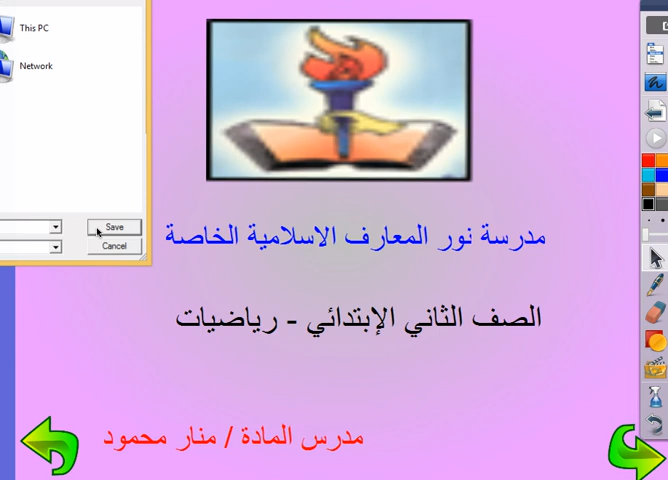 This PC
Network
Save
Cancel
مدرسة نور المعارف الاسلامية الخاصة
الصف الثاني الإبتدائي - رياضيات
مدرس المادة / منار محمود